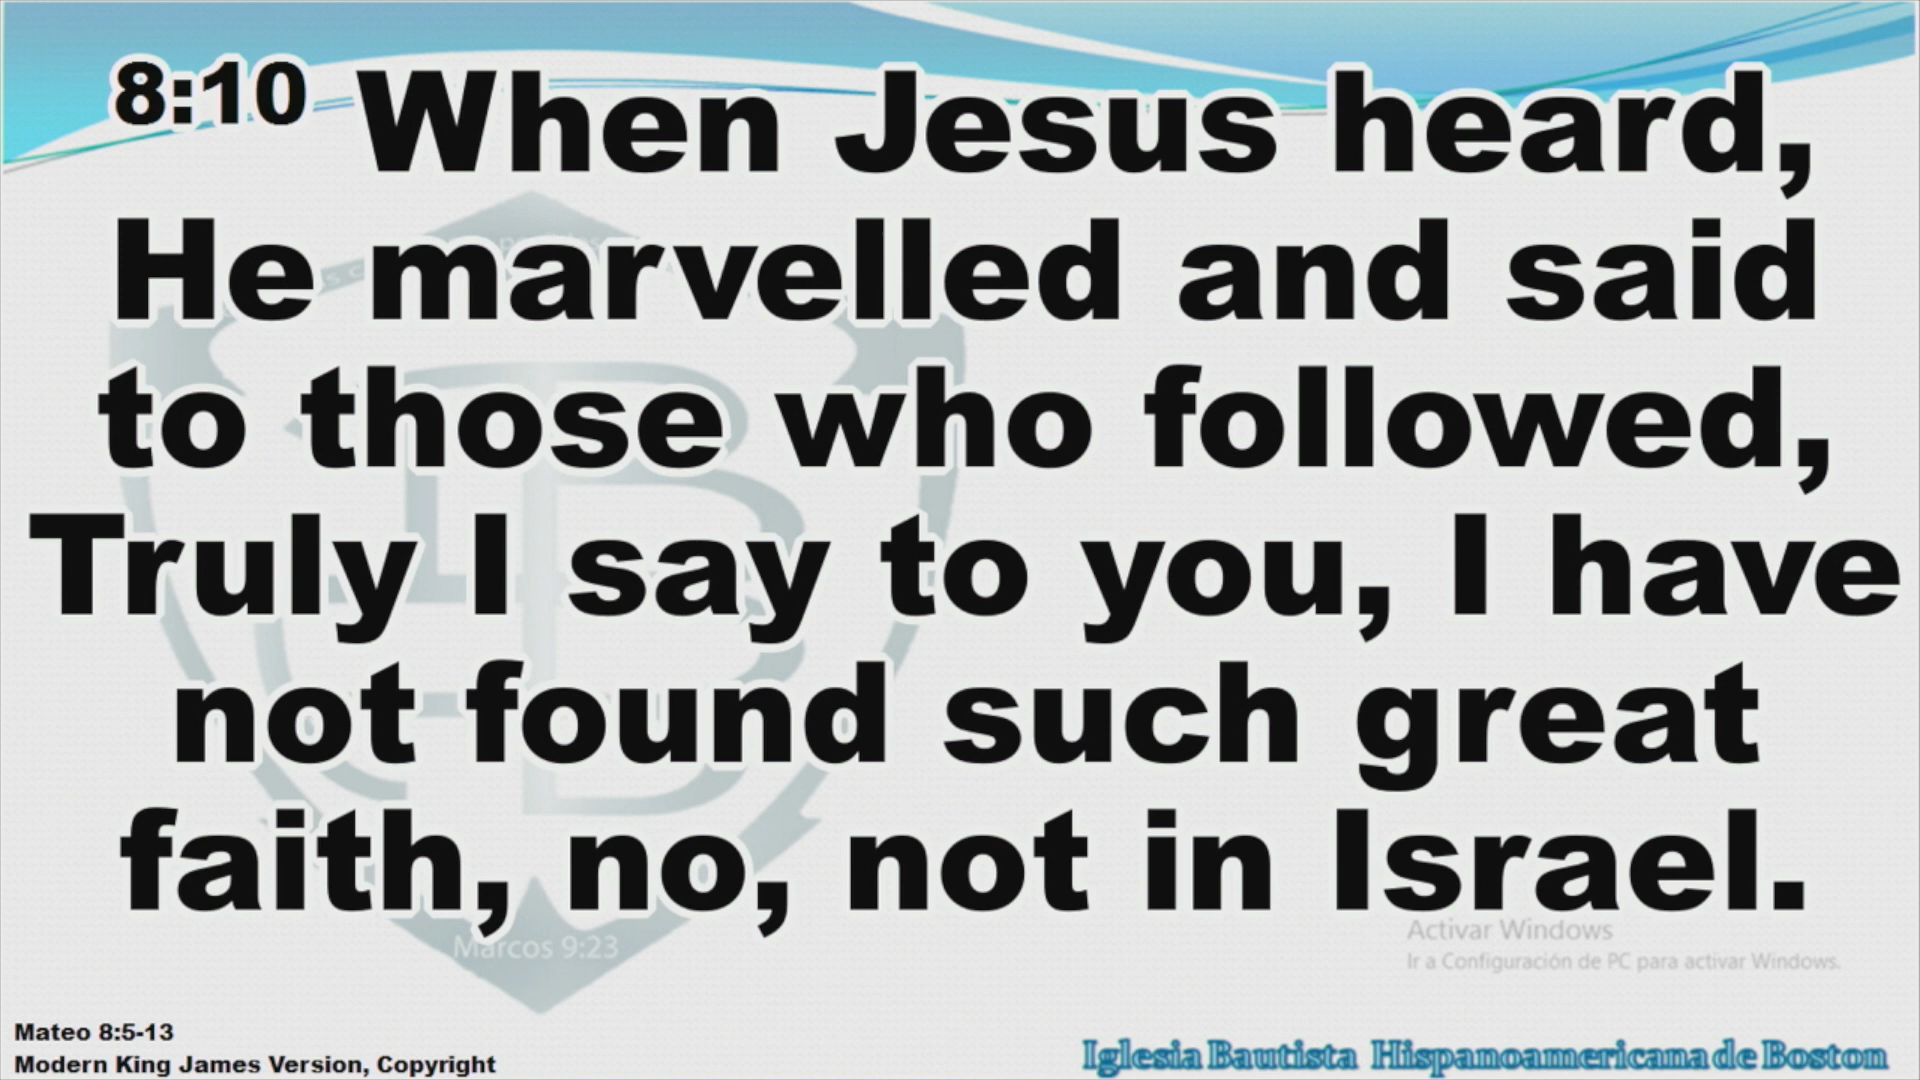 8:10 When Jesus heard,
He marvelled and said
to those who followed,
Truly I say to you, I have
not found such great
faith, no, not in Israel.
Marcos 9:23
Activar Windows
Ir a Configuración de PC para activar Windows.
Mateo 8:5-13
Modern King James Version, Copyright
Iglesia Bautista Hispanoamericana de Boston